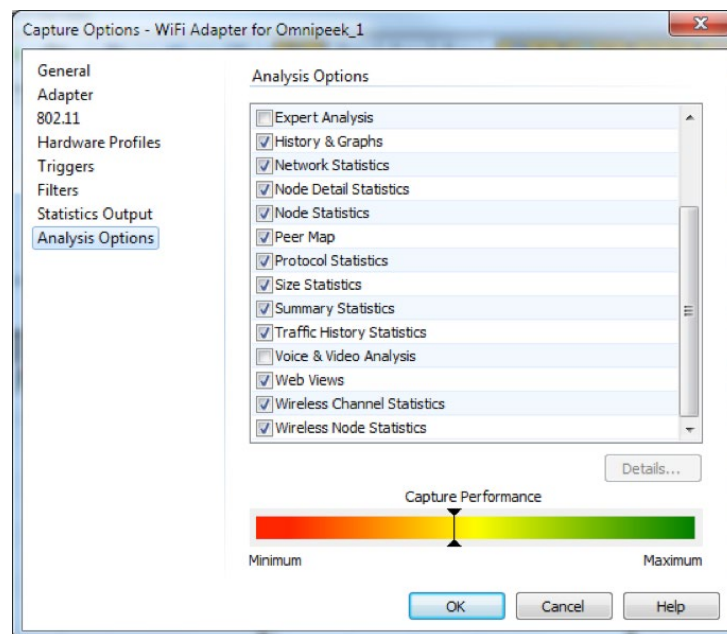 Capture Options - WiFi Adapter for Omnipeek_1
General
Adapter
802.11
Hardware Profiles
Triggers
Filters
Statistics Output
Analysis Options
Analysis Options
Expert Analysis
History & Graphs
Network Statistics
Node Detail Statistics
Node Statistics
Peer Map
Protocol Statistics
Size Statistics
Summary Statistics
Traffic History Statistics
Voice & Video Analysis
Web Views
Wireless Channel Statistics
Wireless Node Statistics
Details...
Capture Performance
Minimum Maximum
OK Cancel Help